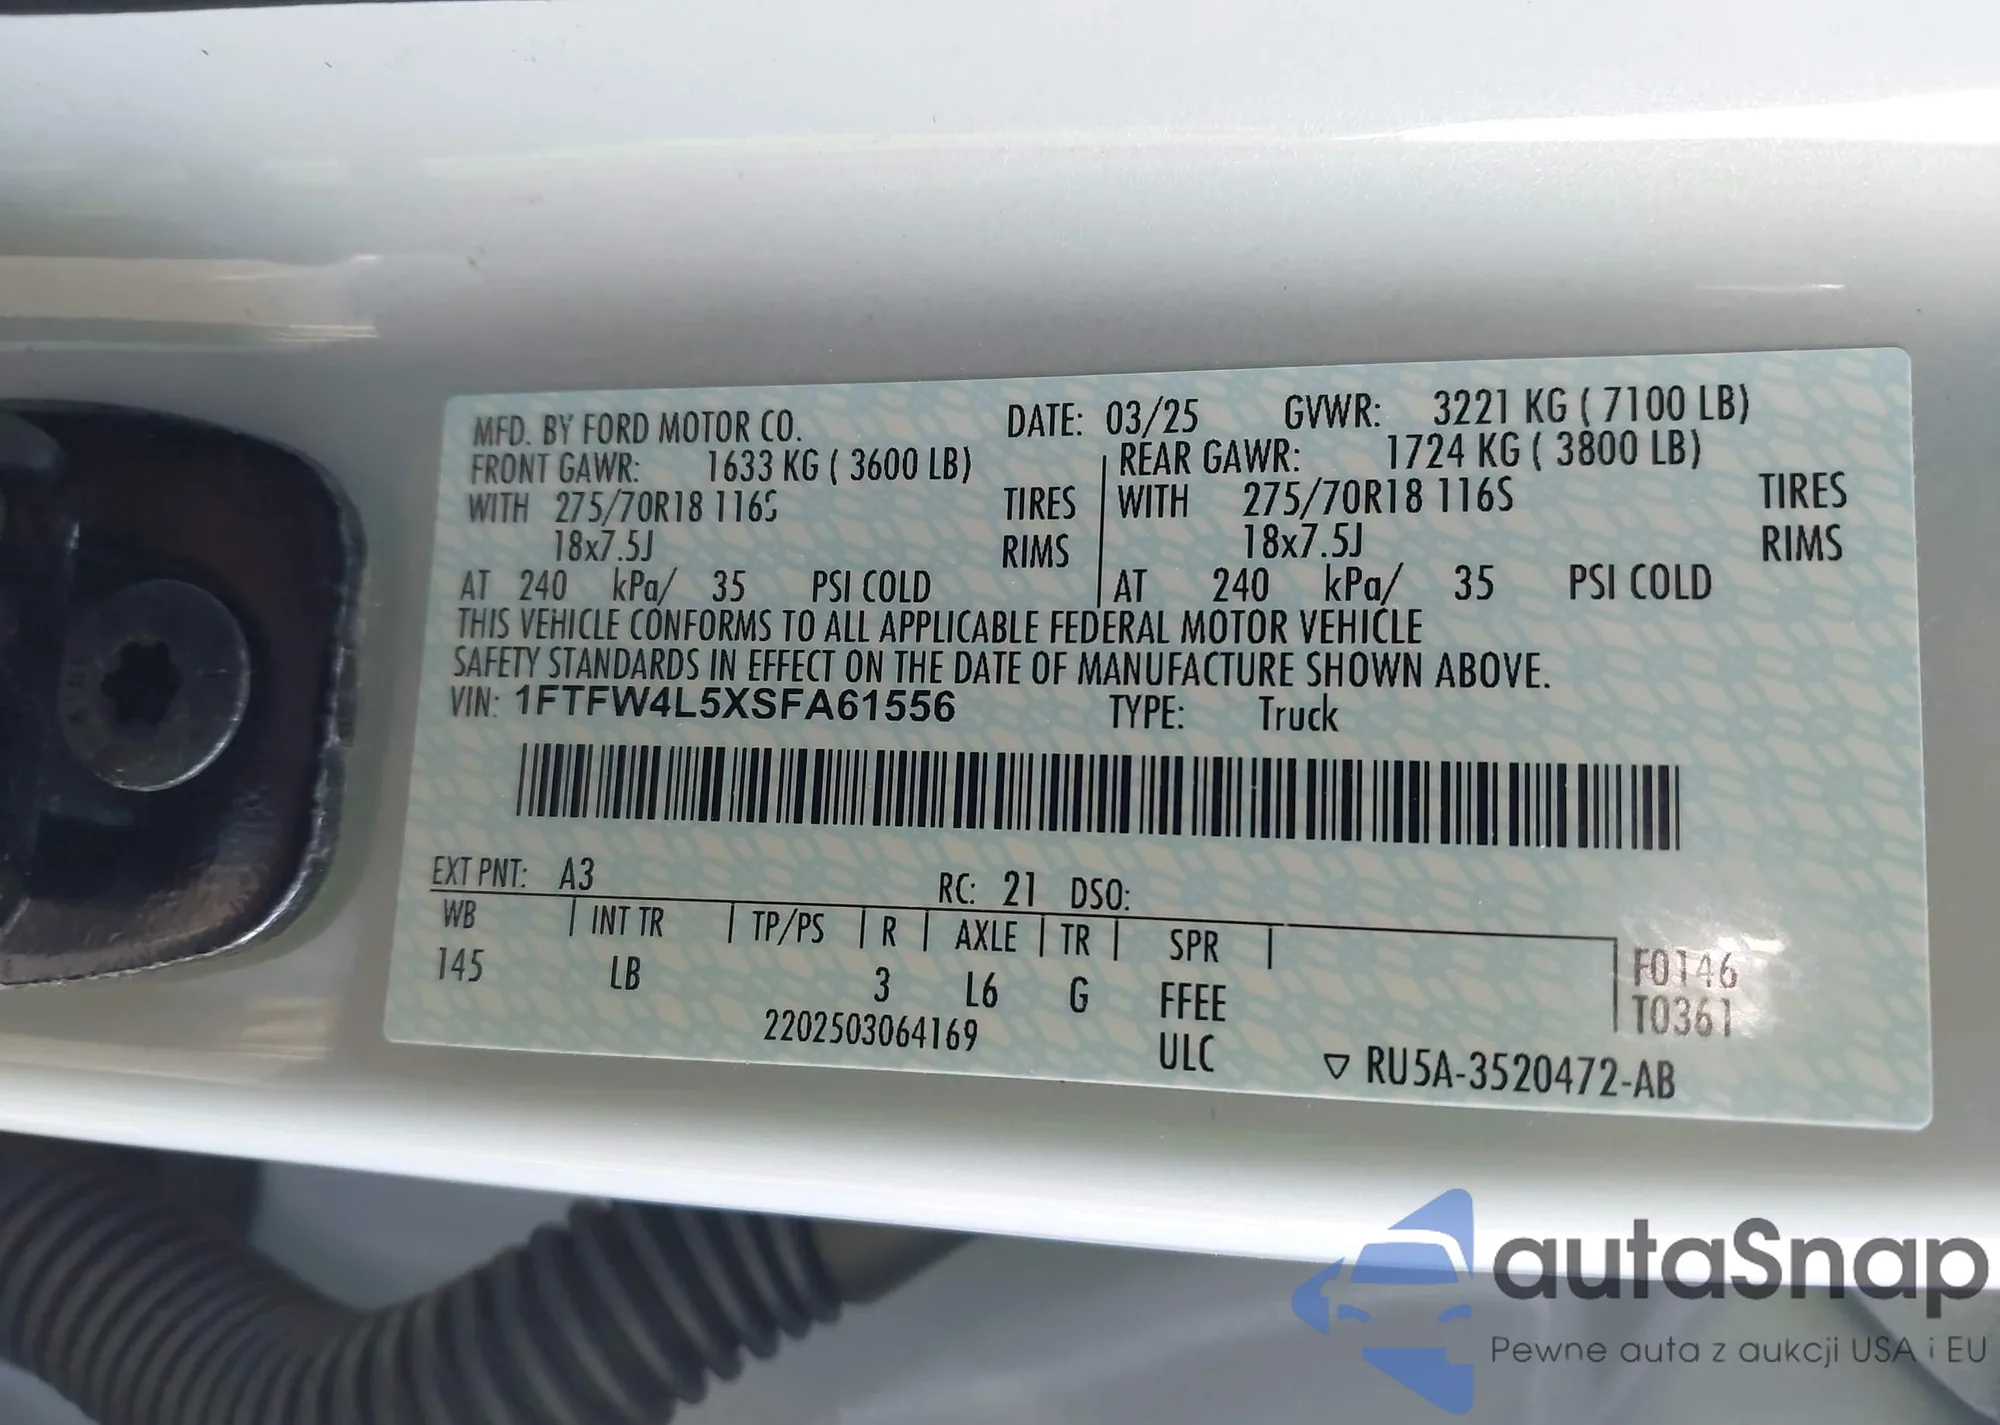 MFD. BY FORD MOTOR CO. DATE: 03/25 GVWR: 3221 KG ( 7100 LB)
FRONT GAWR: 1633 KG ( 3600 LB) REAR GAWR: 1724 KG ( 3800 LB)
WITH 275/70R18 116S TIRES WITH 275/70R18 116S TIRES
18x7.5J RIMS 18x7.5J RIMS
AT 240 kPa/ 35 PSI COLD AT 240 kPa/ 35 PSI COLD
THIS VEHICLE CONFORMS TO ALL APPLICABLE FEDERAL MOTOR VEHICLE
SAFETY STANDARDS IN EFFECT ON THE DATE OF MANUFACTURE SHOWN ABOVE.
VIN: 1FTFW4L5XSFA61556 TYPE: Truck
EXT PNT: A3 RC: 21 DSO:
WB INT TR TP/PS R AXLE TR SPR
F0146
145 LB 3 L6 G FFEE
T0361
2202503064169 ULC
▽ RU5A-3520472-AB
autaSnap
Pewne auta z aukcji USA i EU